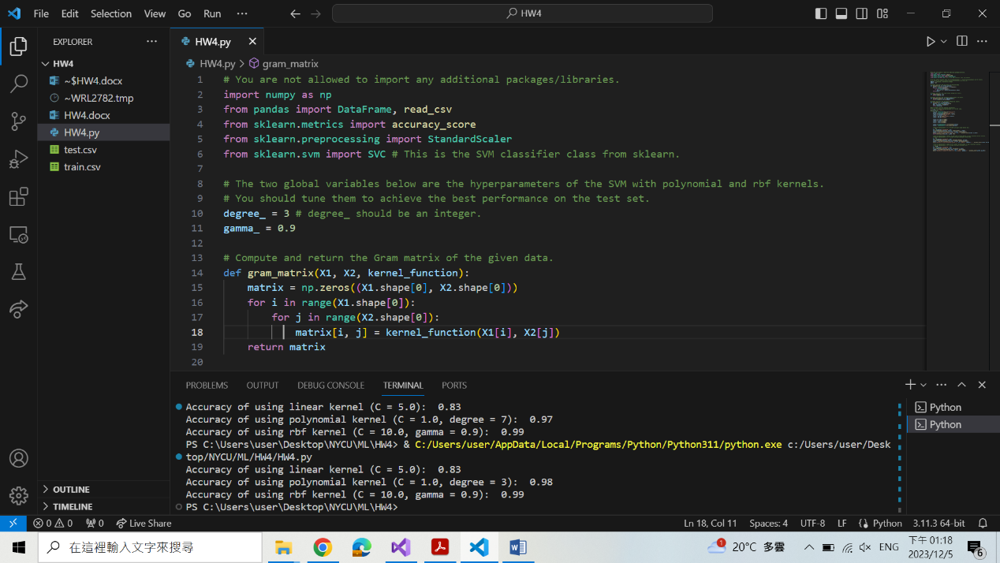 File Edit Selection View Go Run ···
HW4
EXPLORER ···
HW4
~$HW4.docx
~WRL2782.tmp
HW4.docx
HW4.py
test.csv
train.csv
OUTLINE
TIMELINE
HW4.py
HW4.py > gram_matrix
1 # You are not allowed to import any additional packages/libraries.
2 import numpy as np
3 from pandas import DataFrame, read_csv
4 from sklearn.metrics import accuracy_score
5 from sklearn.preprocessing import StandardScaler
6 from sklearn.svm import SVC # This is the SVM classifier class from sklearn.
7
8 # The two global variables below are the hyperparameters of the SVM with polynomial and rbf kernels.
9 # You should tune them to achieve the best performance on the test set.
10 degree_ = 3 # degree_ should be an integer.
11 gamma_ = 0.9
12
13 # Compute and return the Gram matrix of the given data.
14 def gram_matrix(X1, X2, kernel_function):
15 matrix = np.zeros((X1.shape[0], X2.shape[0]))
16 for i in range(X1.shape[0]):
17 for j in range(X2.shape[0]):
18 matrix[i, j] = kernel_function(X1[i], X2[j])
19 return matrix
20
PROBLEMS OUTPUT DEBUG CONSOLE TERMINAL PORTS
Accuracy of using linear kernel (C = 5.0): 0.83
Accuracy of using polynomial kernel (C = 1.0, degree = 7): 0.97
Accuracy of using rbf kernel (C = 10.0, gamma = 0.9): 0.99
PS C:\Users\user\Desktop\NYCU\ML\HW4> & C:/Users/user/AppData/Local/Programs/Python/Python311/python.exe c:/Users/user/Desk
top/NYCU/ML/HW4/HW4.py
Accuracy of using linear kernel (C = 5.0): 0.83
Accuracy of using polynomial kernel (C = 1.0, degree = 3): 0.98
Accuracy of using rbf kernel (C = 10.0, gamma = 0.9): 0.99
PS C:\Users\user\Desktop\NYCU\ML\HW4>
Python
Python
0 0 0 Live Share
Ln 18, Col 11 Spaces: 4 UTF-8 LF Python 3.11.3 64-bit
在這裡輸入文字來搜尋
1
20°C 多雲
ENG
下午 01:18
2023/12/5
6